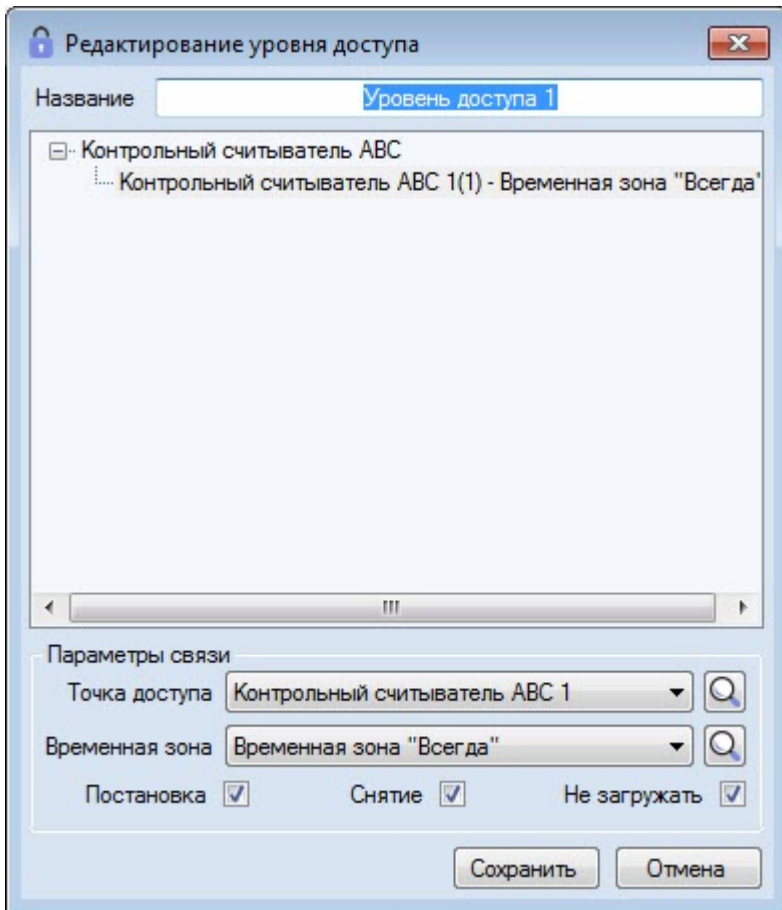 Редактирование уровня доступа
Название Уровень доступа 1
Контрольный считыватель ABC
Контрольный считыватель ABC 1(1) - Временная зона "Всегда"
Параметры связи
Точка доступа Контрольный считыватель ABC 1
Временная зона Временная зона "Всегда"
Постановка Снятие Не загружать
Сохранить Отмена